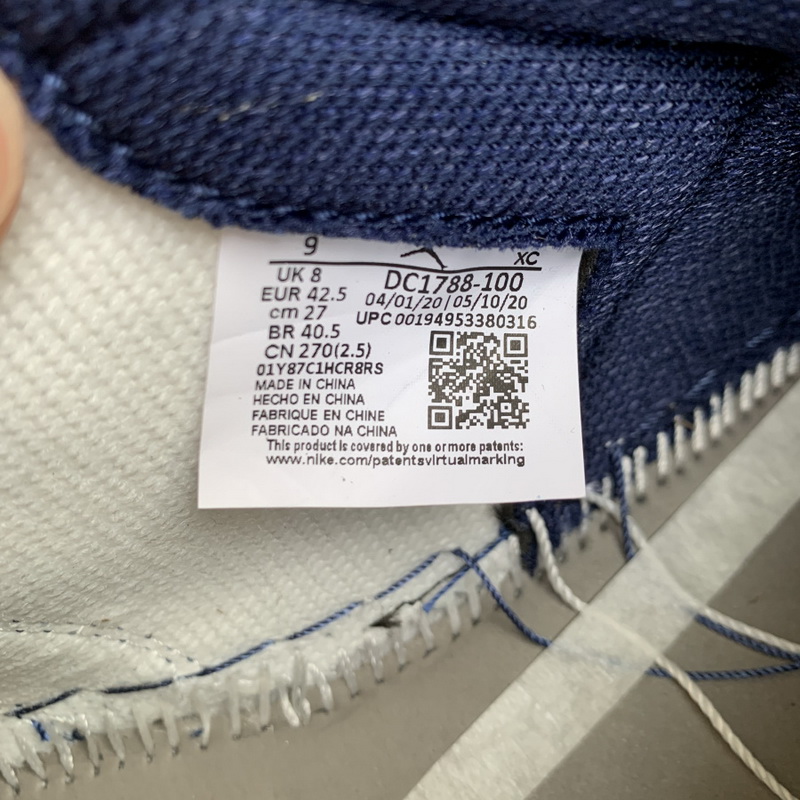 9
XC
UK 8
EUR 42.5
cm 27
BR 40.5
CN 270(2.5)
01Y87C1HCR8RS
DC1788-100
04/01/20 | 05/10/20
UPC 00194953380316
MADE IN CHINA
HECHO EN CHINA
FABRIQUE EN CHINE
FABRICADO NA CHINA
This product is covered by one or more patents:
www.nike.com/patentsvirtualmarking